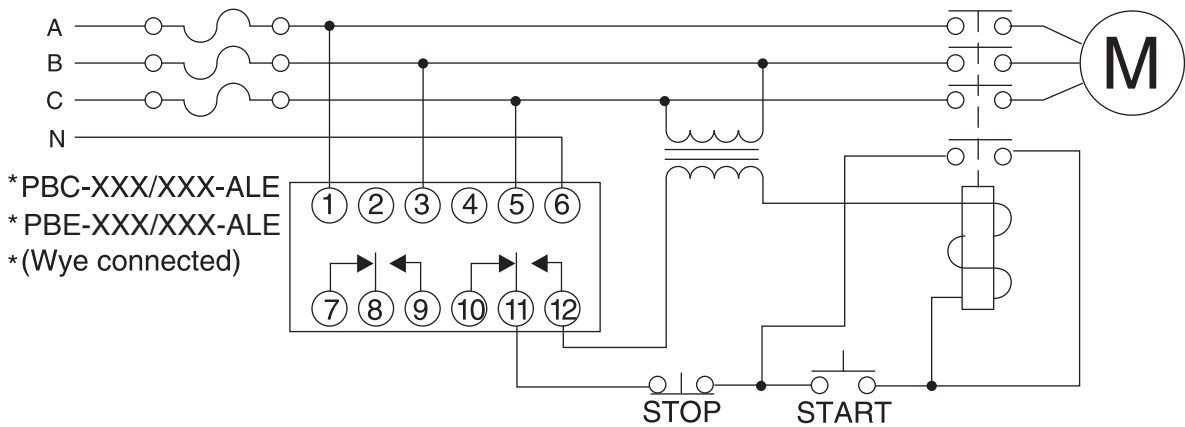 A
B
C
N
M
*PBC-XXX/XXX-ALE
*PBE-XXX/XXX-ALE
*(Wye connected)
1 2 3 4 5 6
7 8 9 10 11 12
STOP START